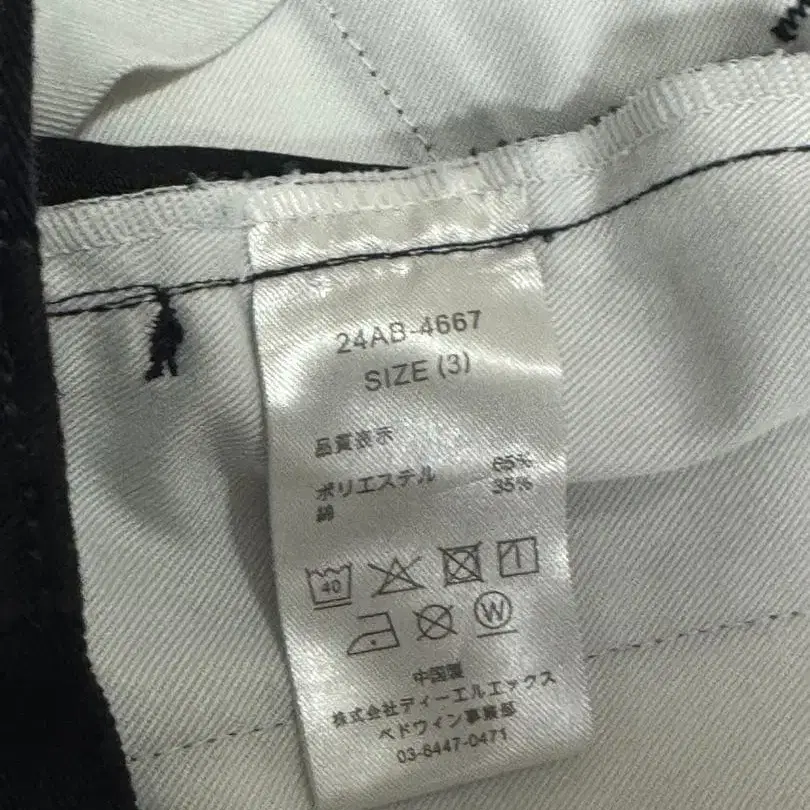 24AB-4667
SIZE (3)
品質表示
ポリエステル 65%
綿 35%
40
W
中国製
株式会社ディーエルエックス
ベドウィン事業部
03-6447-0471